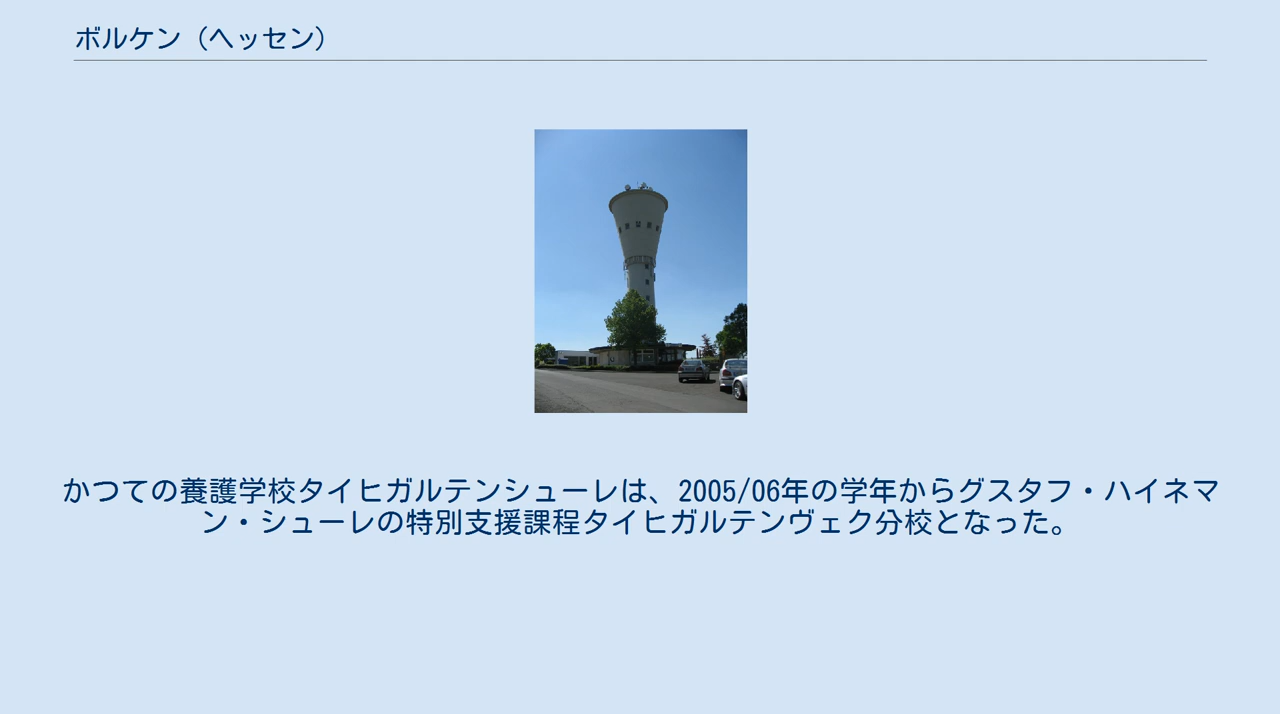 ボルケン（ヘッセン）
かつての養護学校タイヒガルテンシューレは、2005/06年の学年からグスタフ・ハイネマ
ン・シューレの特別支援課程タイヒガルテンヴェク分校となった。